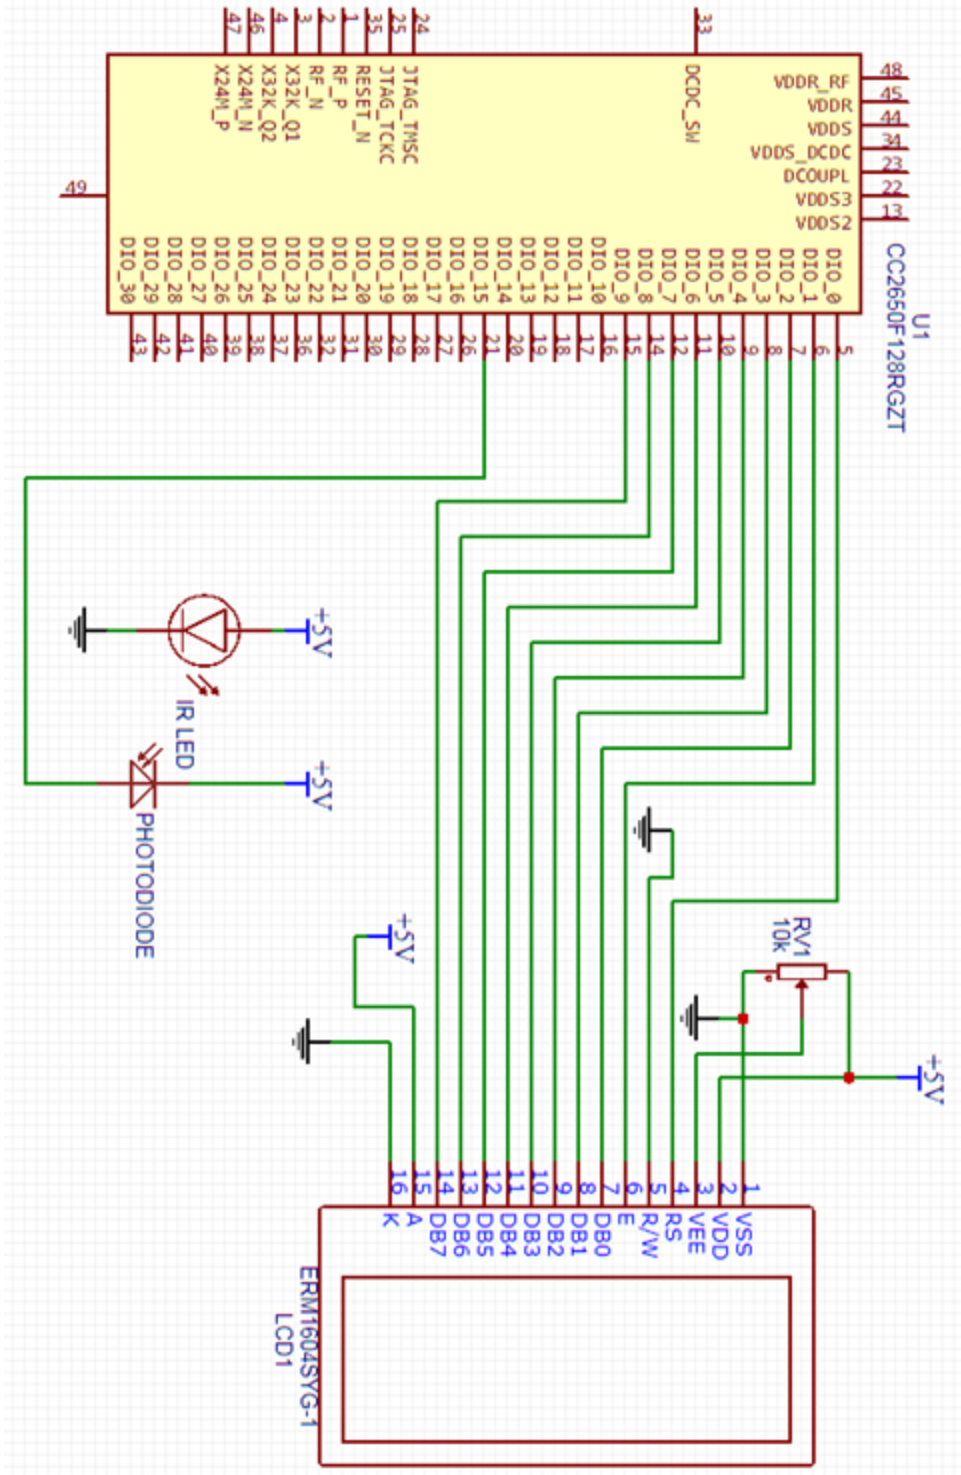 U1
CC2650F128RGZT
33
DCDC_SW
24
JTAG_TMSC
25
JTAG_TCKC
35
RESET_N
1
RF_P
2
RF_N
3
X32K_Q1
4
X32K_Q2
46
X24M_N
47
X24M_P
48
VDDR_RF
45
VDDR
44
VDDS
34
VDDS_DCDC
23
DCOUPL
22
VDDS3
13
VDDS2
49
DIO_0
5
DIO_1
6
DIO_2
7
DIO_3
8
DIO_4
9
DIO_5
10
DIO_6
11
DIO_7
12
DIO_8
14
DIO_9
15
DIO_10
16
DIO_11
17
DIO_12
18
DIO_13
19
DIO_14
20
DIO_15
21
DIO_16
26
DIO_17
27
DIO_18
28
DIO_19
29
DIO_20
30
DIO_21
31
DIO_22
32
DIO_23
36
DIO_24
37
DIO_25
38
DIO_26
39
DIO_27
40
DIO_28
41
DIO_29
42
DIO_30
43
+5V
IR LED
+5V
PHOTODIODE
+5V
RV1
10k
+5V
1
VSS
2
VDD
3
VEE
4
RS
5
R/W
6
E
7
DB0
8
DB1
9
DB2
10
DB3
11
DB4
12
DB5
13
DB6
14
DB7
15
A
16
K
ERM1604SYG-1
LCD1